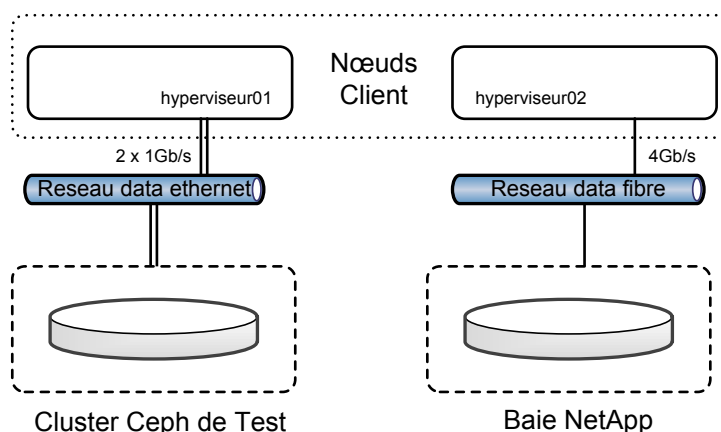 Nœuds
Client
hyperviseur01
hyperviseur02
2 x 1Gb/s
4Gb/s
Reseau data ethernet
Reseau data fibre
Cluster Ceph de Test
Baie NetApp